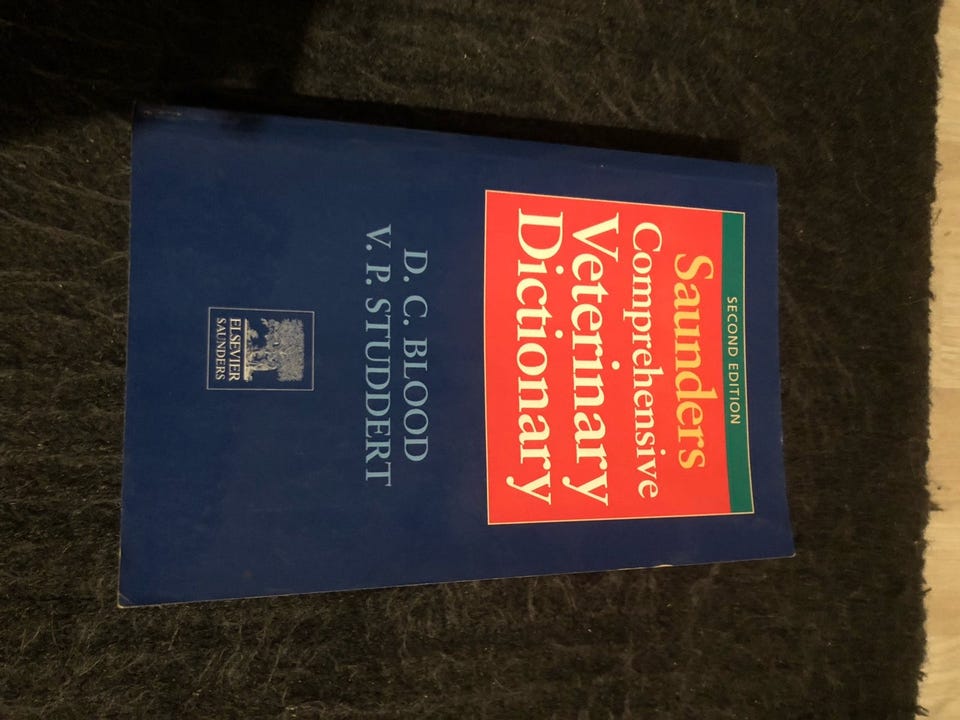 SECOND EDITION
Saunders
Comprehensive
Veterinary
Dictionary
D. C. BLOOD
V. P. STUDDERT
ELSEVIER
SAUNDERS